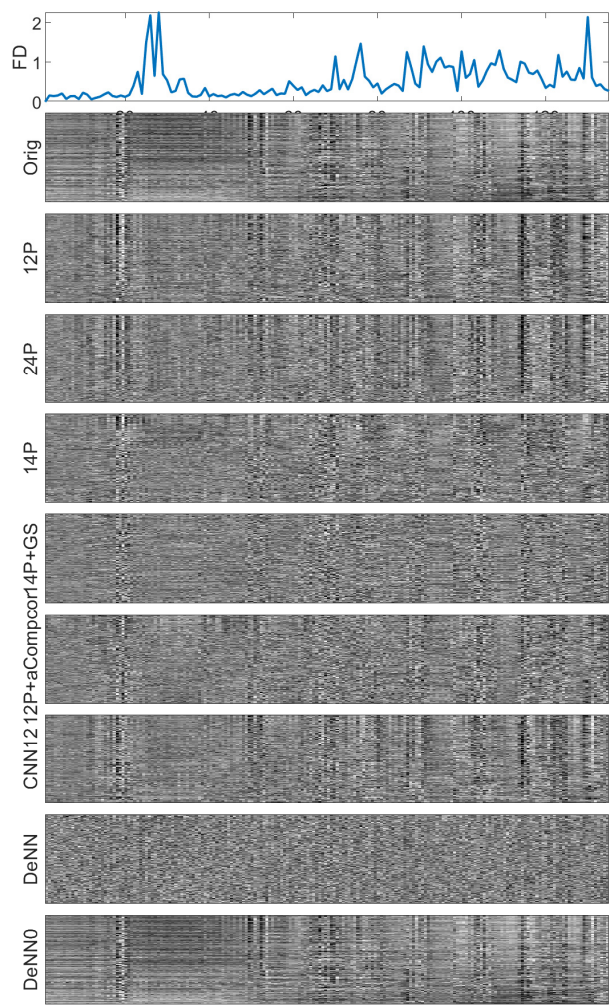 2
1
0
FD
Orig
12P
24P
14P
14P+GS
12P+aCompcor
CNN12
DeNN
DeNN0